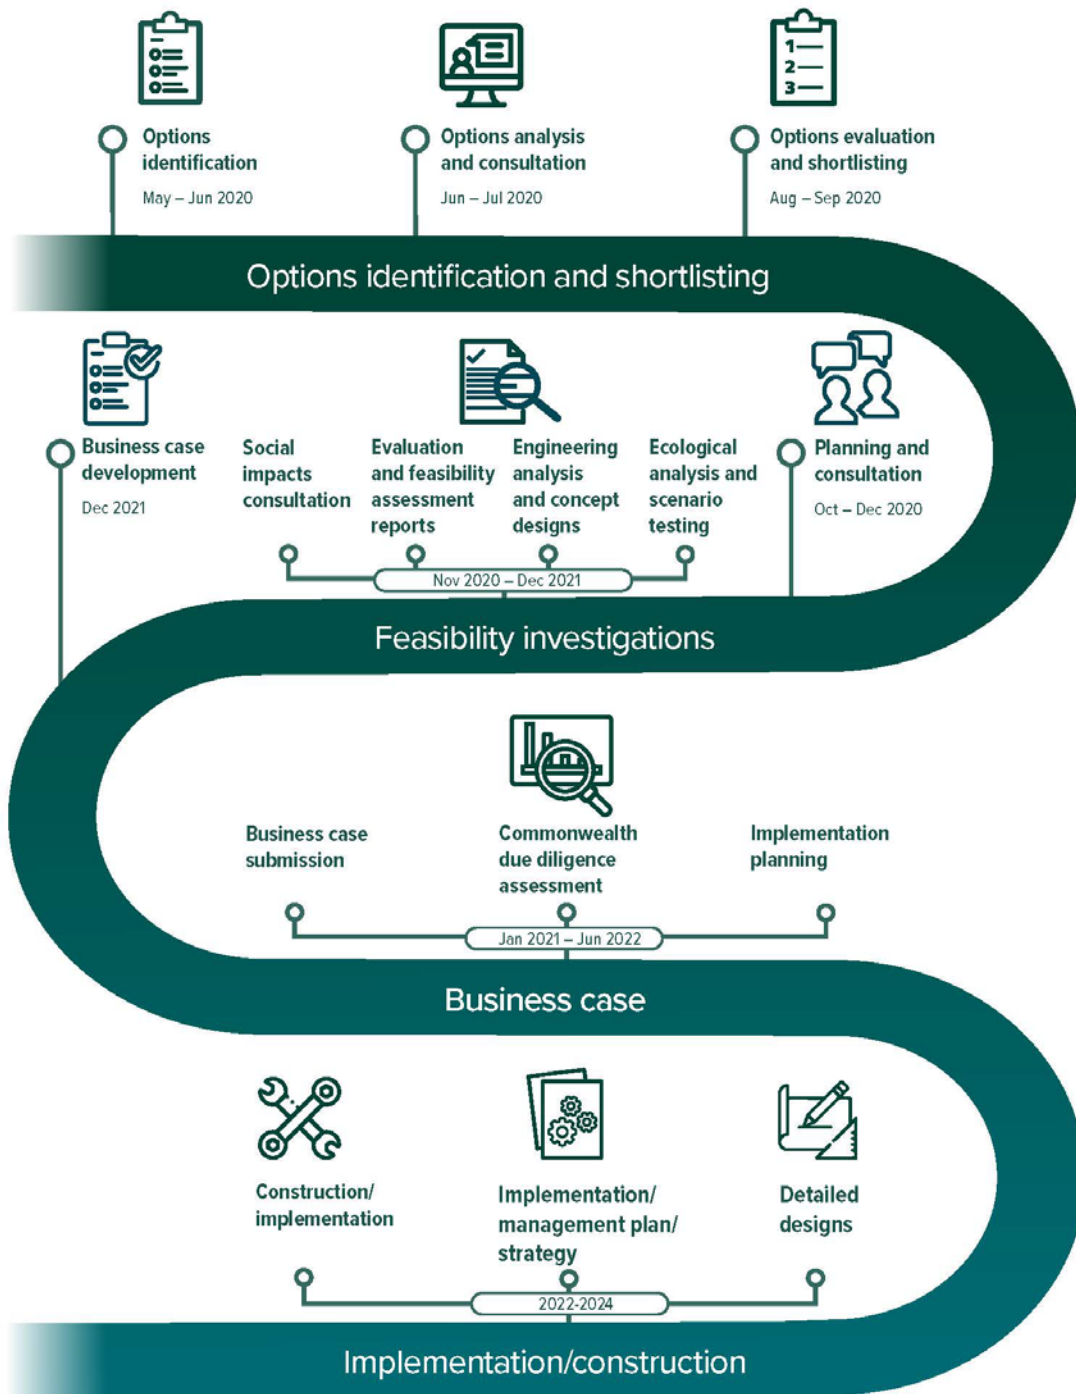 1
2
3
Options
identification
May – Jun 2020
Options analysis
and consultation
Jun – Jul 2020
Options evaluation
and shortlisting
Aug – Sep 2020
Options identification and shortlisting
Business case
development
Dec 2021
Social
impacts
consultation
Evaluation
and feasibility
assessment
reports
Engineering
analysis
and concept
designs
Ecological
analysis and
scenario
testing
Planning and
consultation
Oct – Dec 2020
Nov 2020 – Dec 2021
Feasibility investigations
Business case
submission
Commonwealth
due diligence
assessment
Implementation
planning
Jan 2021 – Jun 2022
Business case
Construction/
implementation
Implementation/
management plan/
strategy
Detailed
designs
2022-2024
Implementation/construction